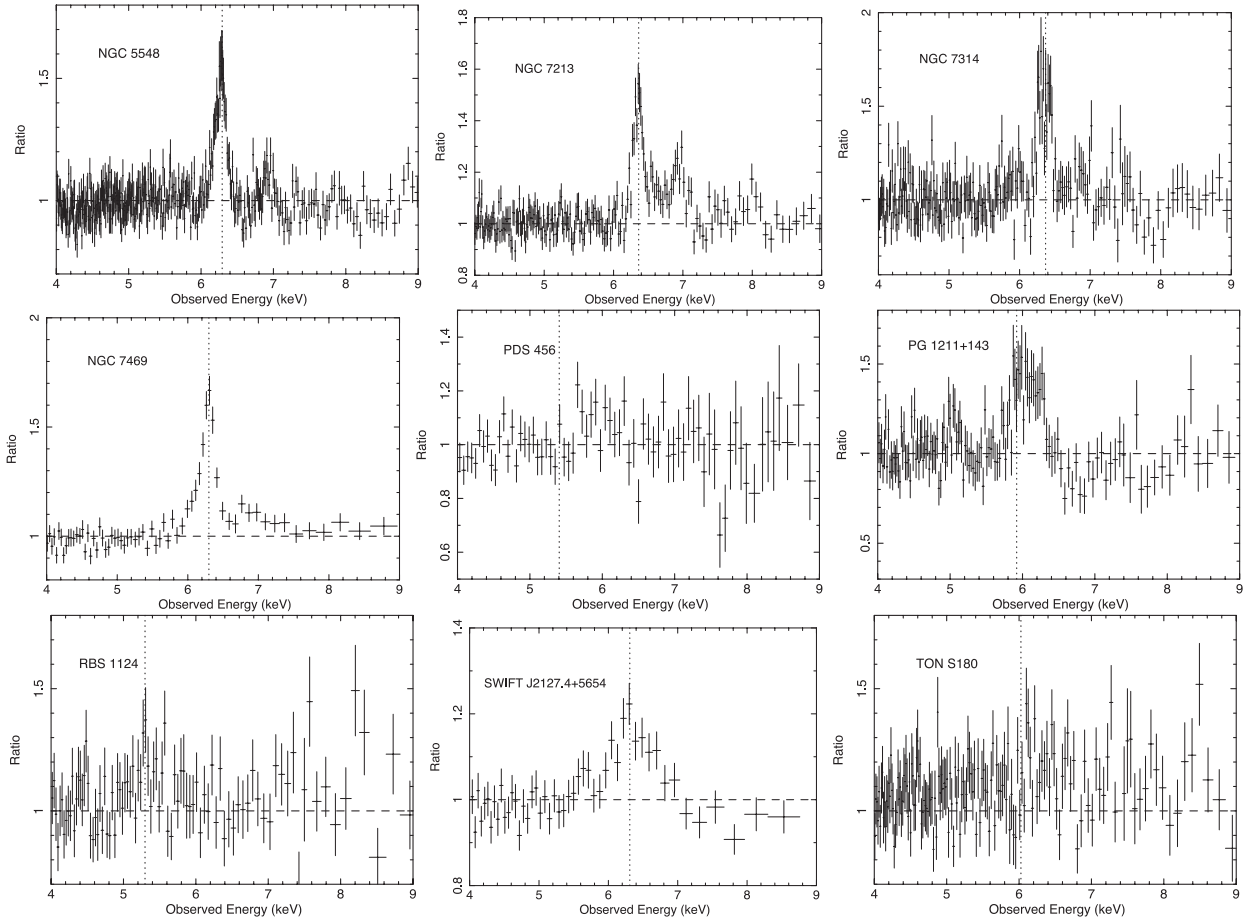 NGC 5548
Ratio
1.5
1
4 5 6 7 8 9
Observed Energy (keV)
NGC 7213
Ratio
1.8
1.6
1.4
1.2
1
0.8
4 5 6 7 8 9
Observed Energy (keV)
NGC 7314
Ratio
2
1.5
1
4 5 6 7 8 9
Observed Energy (keV)
NGC 7469
Ratio
2
1.5
1
4 5 6 7 8 9
Observed Energy (keV)
PDS 456
Ratio
1.4
1.2
1
0.8
0.6
4 5 6 7 8 9
Observed Energy (keV)
PG 1211+143
Ratio
1.5
1
0.5
4 5 6 7 8 9
Observed Energy (keV)
RBS 1124
Ratio
1.5
1
4 5 6 7 8 9
Observed Energy (keV)
SWIFT J2127.4+5654
Ratio
1.4
1.2
1
0.8
4 5 6 7 8 9
Observed Energy (keV)
TON S180
Ratio
1.5
1
4 5 6 7 8 9
Observed Energy (keV)